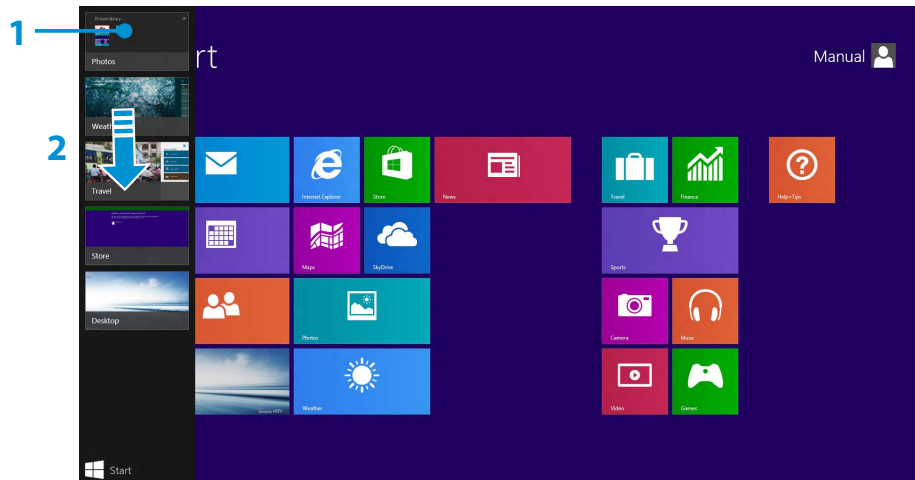 1
Pictures library
Photos
rt
Manual
Weath
2
Travel
Internet Explorer
Store
News
Travel
Finance
Help+Tips
Store
Maps
SkyDrive
Sports
Desktop
Photos
Camera
Music
Weather
Video
Games
Start